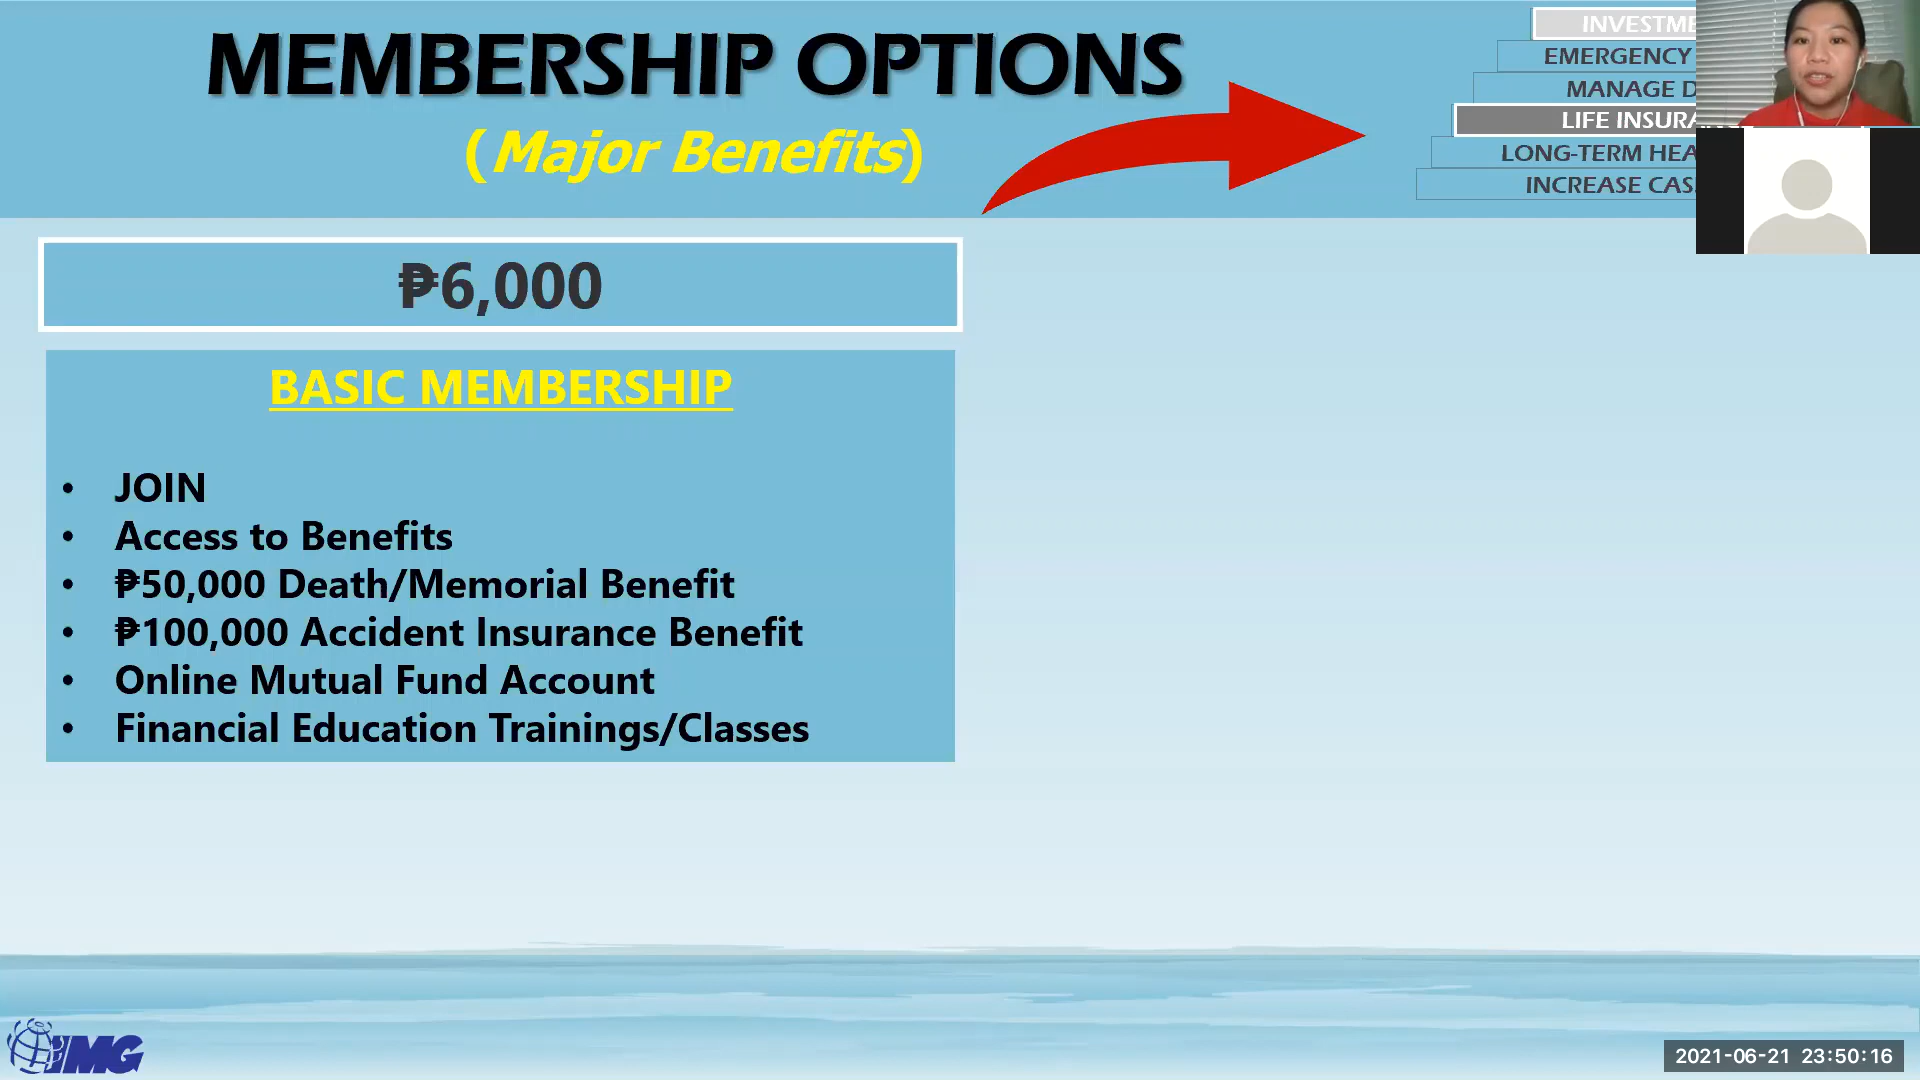 MEMBERSHIP OPTIONS
(Major Benefits)
INVESTME
EMERGENCY
MANAGE D
LIFE INSURA
LONG-TERM HEA
INCREASE CAS
₱6,000
BASIC MEMBERSHIP
• JOIN
• Access to Benefits
• ₱50,000 Death/Memorial Benefit
• ₱100,000 Accident Insurance Benefit
• Online Mutual Fund Account
• Financial Education Trainings/Classes
IMG
2021-06-21 23:50:16